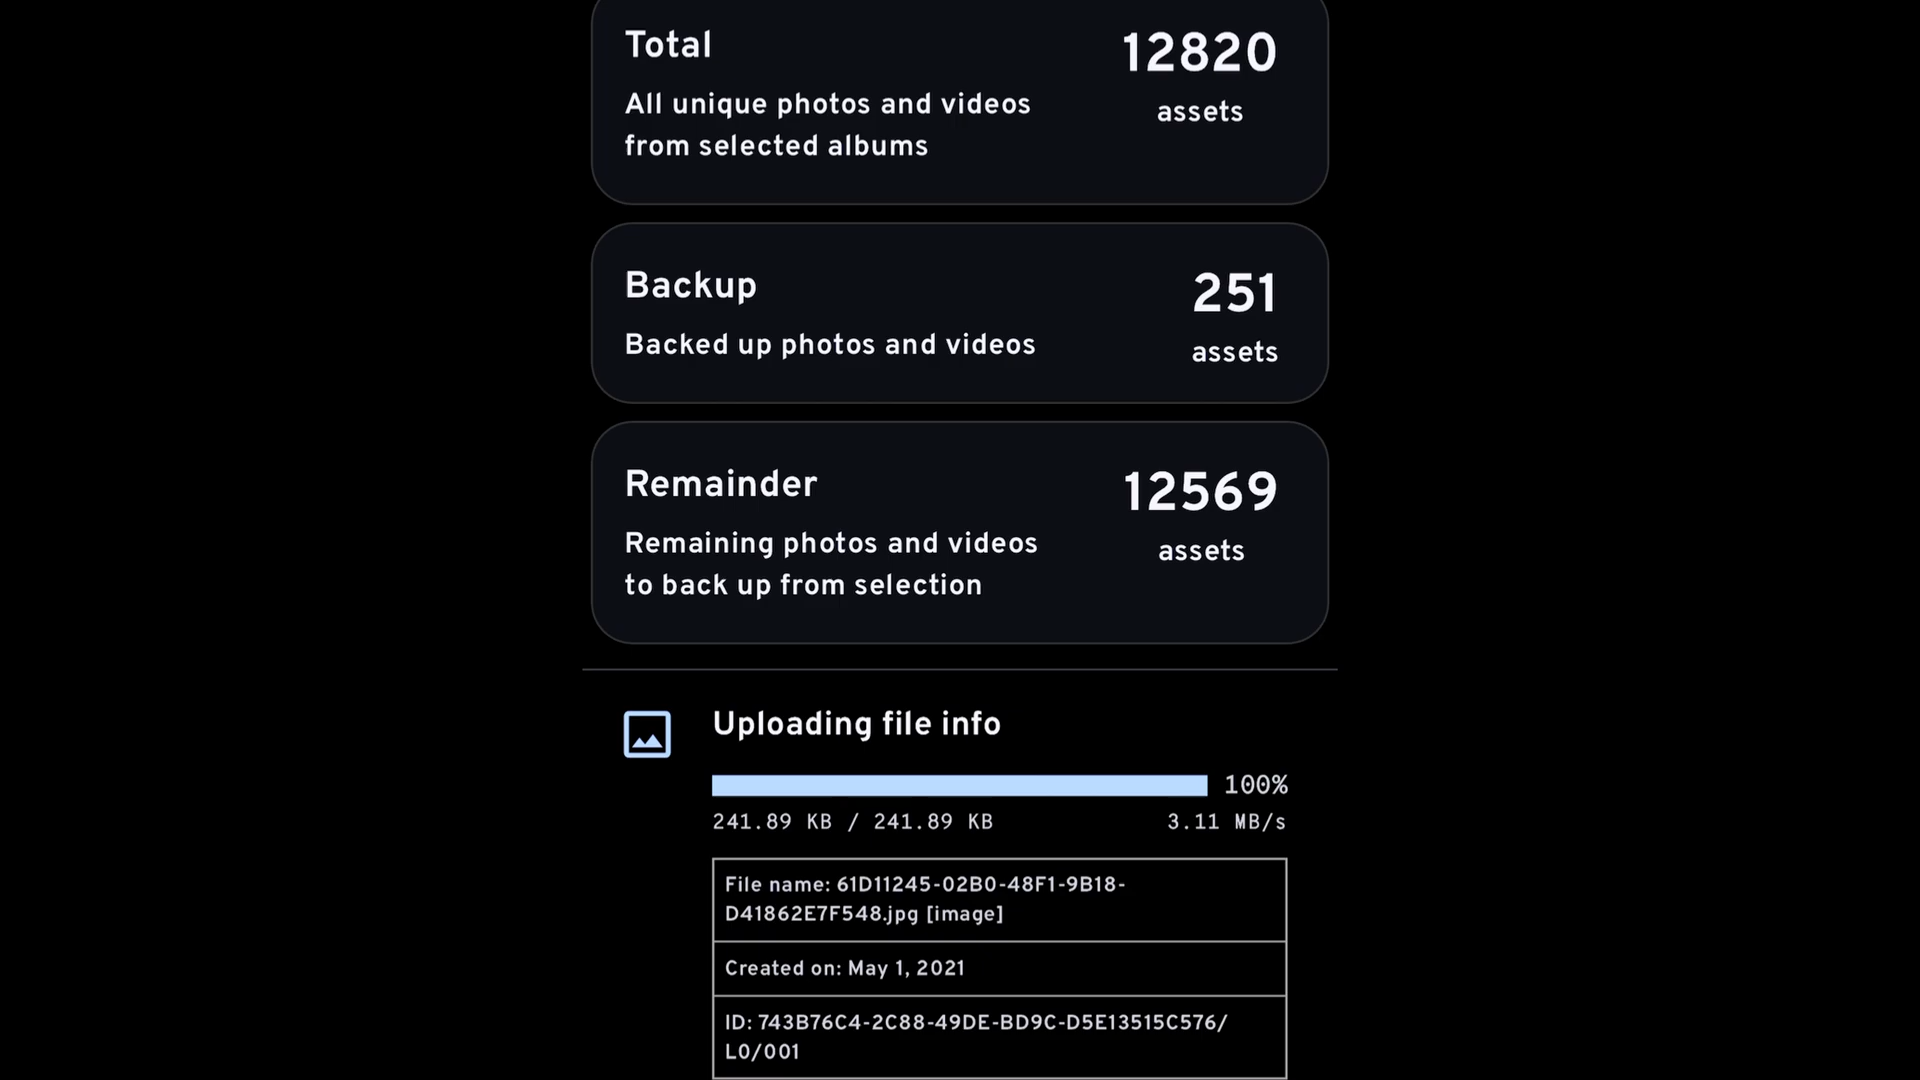 Total
12820
All unique photos and videos
from selected albums
assets
Backup
251
Backed up photos and videos
assets
Remainder
12569
Remaining photos and videos
to back up from selection
assets
Uploading file info
100%
241.89 KB / 241.89 KB
3.11 MB/s
File name: 61D11245-02B0-48F1-9B18-
D41862E7F548.jpg [image]
Created on: May 1, 2021
ID: 743B76C4-2C88-49DE-BD9C-D5E13515C576/
L0/001